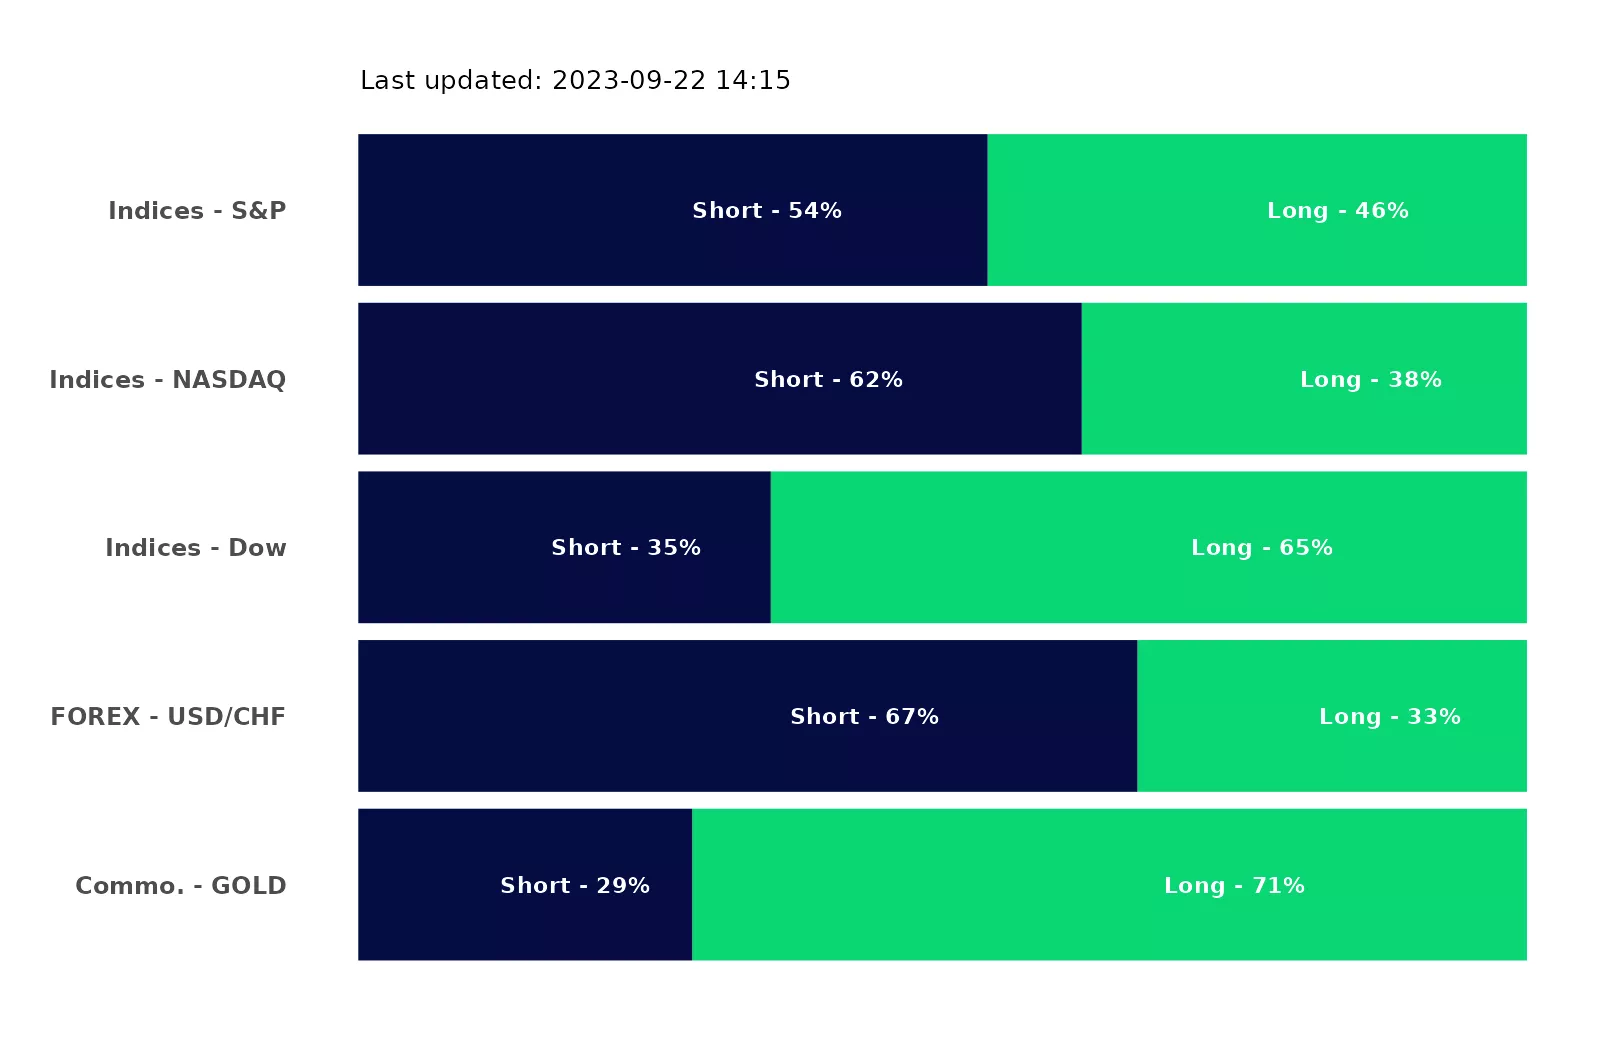 Last updated: 2023-09-22 14:15
Indices - S&P
Short - 54%
Long - 46%
Indices - NASDAQ
Short - 62%
Long - 38%
Indices - Dow
Short - 35%
Long - 65%
FOREX - USD/CHF
Short - 67%
Long - 33%
Commo. - GOLD
Short - 29%
Long - 71%